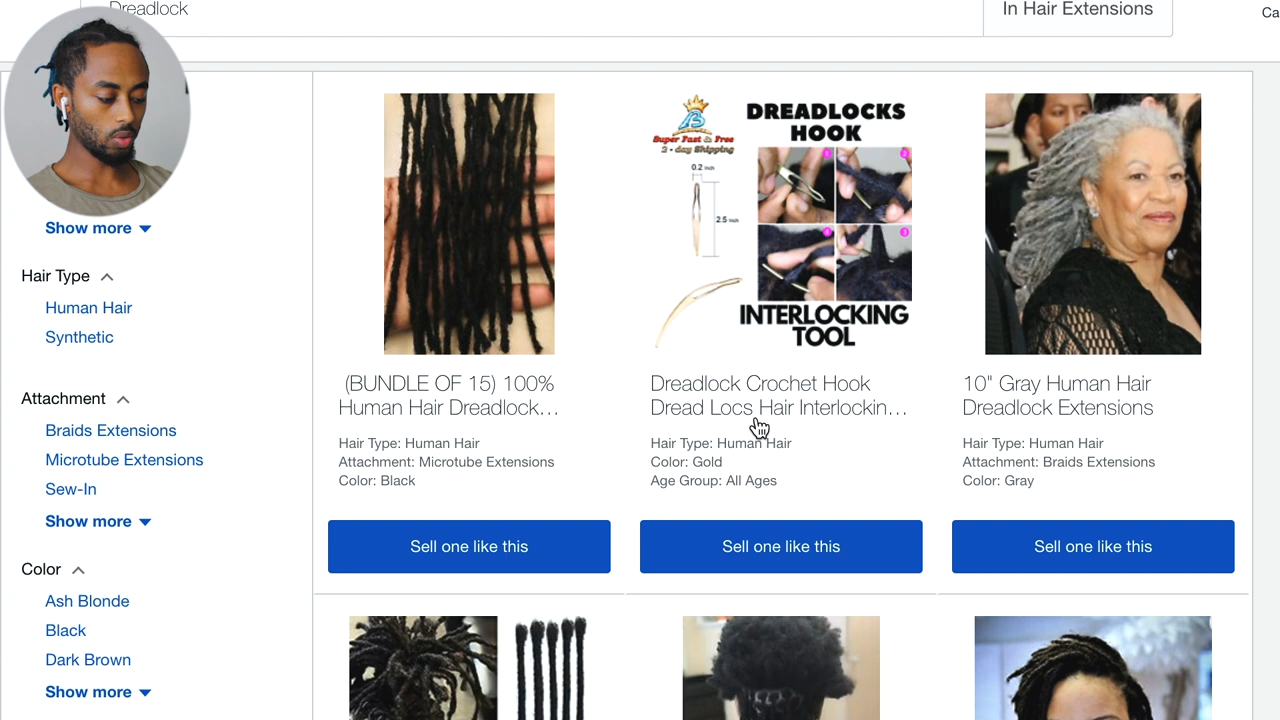 Dreadlock
In Hair Extensions
Ca
Show more
Hair Type
Human Hair
Synthetic
Attachment
Braids Extensions
Microtube Extensions
Sew-In
Show more
Color
Ash Blonde
Black
Dark Brown
Show more
(BUNDLE OF 15) 100%
Human Hair Dreadlock…
Hair Type: Human Hair
Attachment: Microtube Extensions
Color: Black
Sell one like this
B
Super Fast & Free
2 - day Shipping
DREADLOCKS
HOOK
0.2 inch
2.5 inch
1
2
4
3
INTERLOCKING
TOOL
Dreadlock Crochet Hook
Dread Locs Hair Interlockin…
Hair Type: Human Hair
Color: Gold
Age Group: All Ages
Sell one like this
10" Gray Human Hair
Dreadlock Extensions
Hair Type: Human Hair
Attachment: Braids Extensions
Color: Gray
Sell one like this